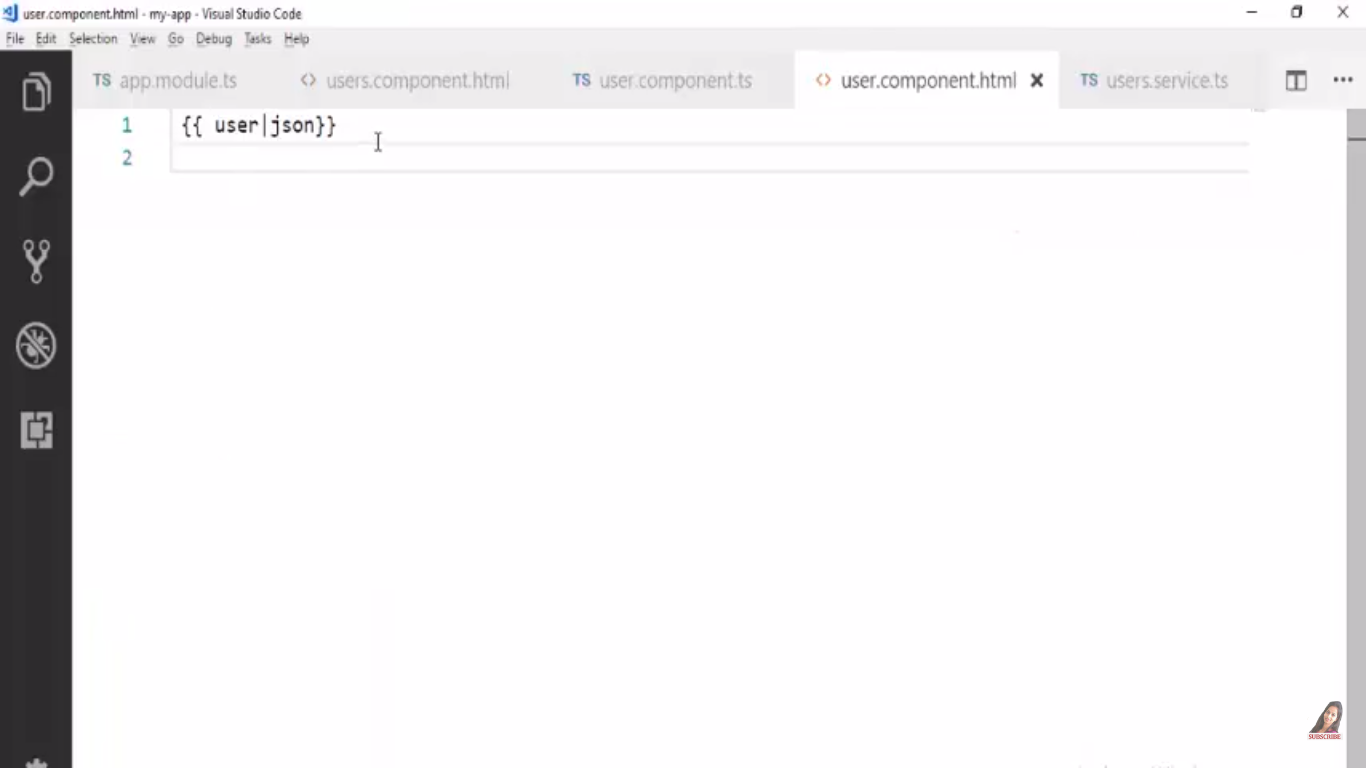 user.component.html - my-app - Visual Studio Code
File Edit Selection View Go Debug Tasks Help
TS app.module.ts <> users.component.html TS user.component.ts <> user.component.html TS users.service.ts
1 {{ user|json}}
2
SUBSCRIBE